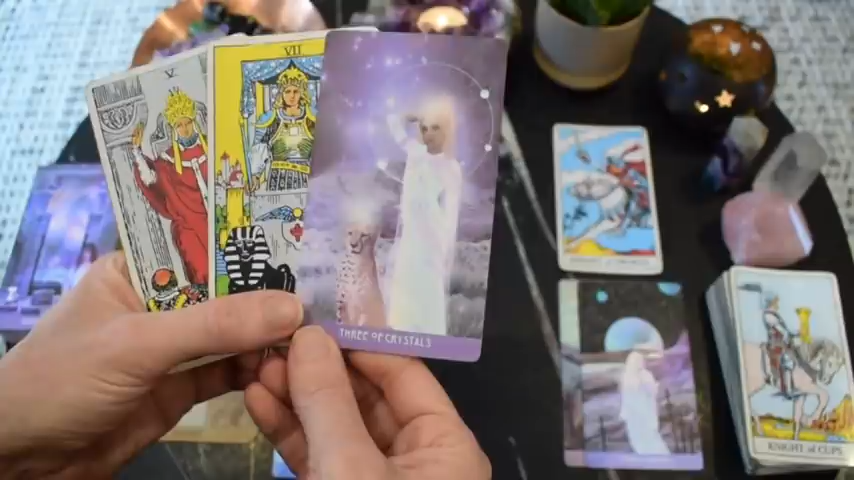 V
VII
THREE OF CRYSTALS
KNIGHT of CUPS